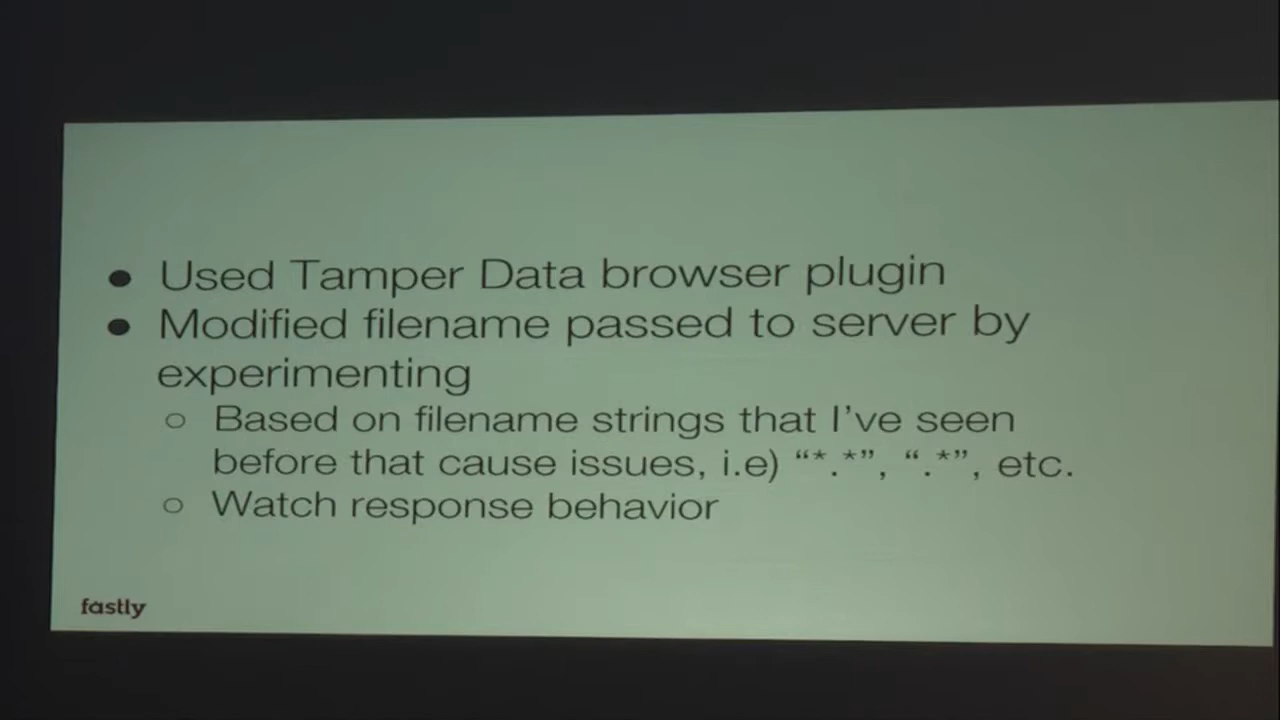 ● Used Tamper Data browser plugin
● Modified filename passed to server by
experimenting
○ Based on filename strings that I’ve seen
before that cause issues, i.e) “*.*”, “.*”, etc.
○ Watch response behavior
fastly